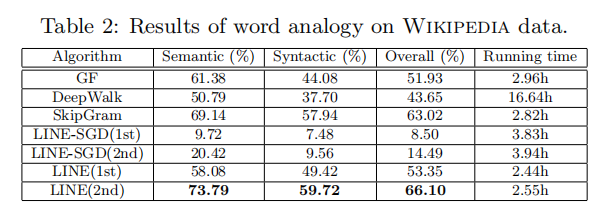 Table 2: Results of word analogy on WIKIPEDIA data.
Algorithm Semantic (%) Syntactic (%) Overall (%) Running time
GF 61.38 44.08 51.93 2.96h
DeepWalk 50.79 37.70 43.65 16.64h
SkipGram 69.14 57.94 63.02 2.82h
LINE-SGD(1st) 9.72 7.48 8.50 3.83h
LINE-SGD(2nd) 20.42 9.56 14.49 3.94h
LINE(1st) 58.08 49.42 53.35 2.44h
LINE(2nd) 73.79 59.72 66.10 2.55h